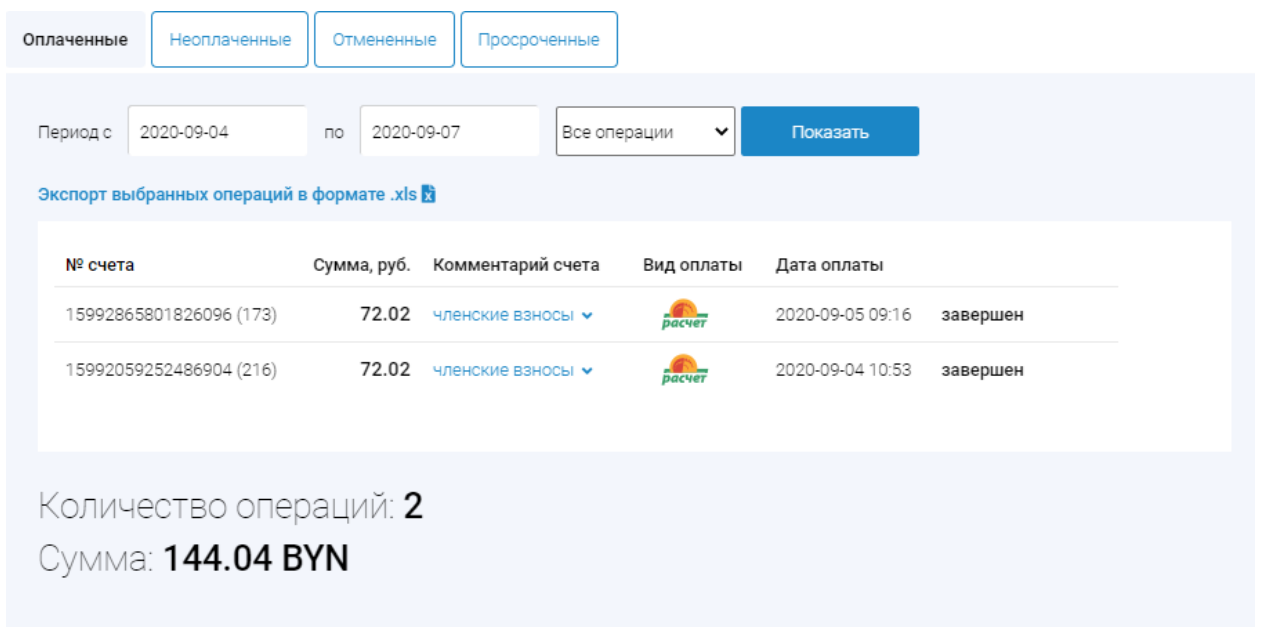 Оплаченные Неоплаченные Отмененные Просроченные
Период с 2020-09-04 по 2020-09-07 Все операции Показать
Экспорт выбранных операций в формате .xls
№ счета Сумма, руб. Комментарий счета Вид оплаты Дата оплаты
15992865801826096 (173) 72.02 членские взносы расчет 2020-09-05 09:16 завершен
15992059252486904 (216) 72.02 членские взносы расчет 2020-09-04 10:53 завершен
Количество операций: 2
Сумма: 144.04 BYN